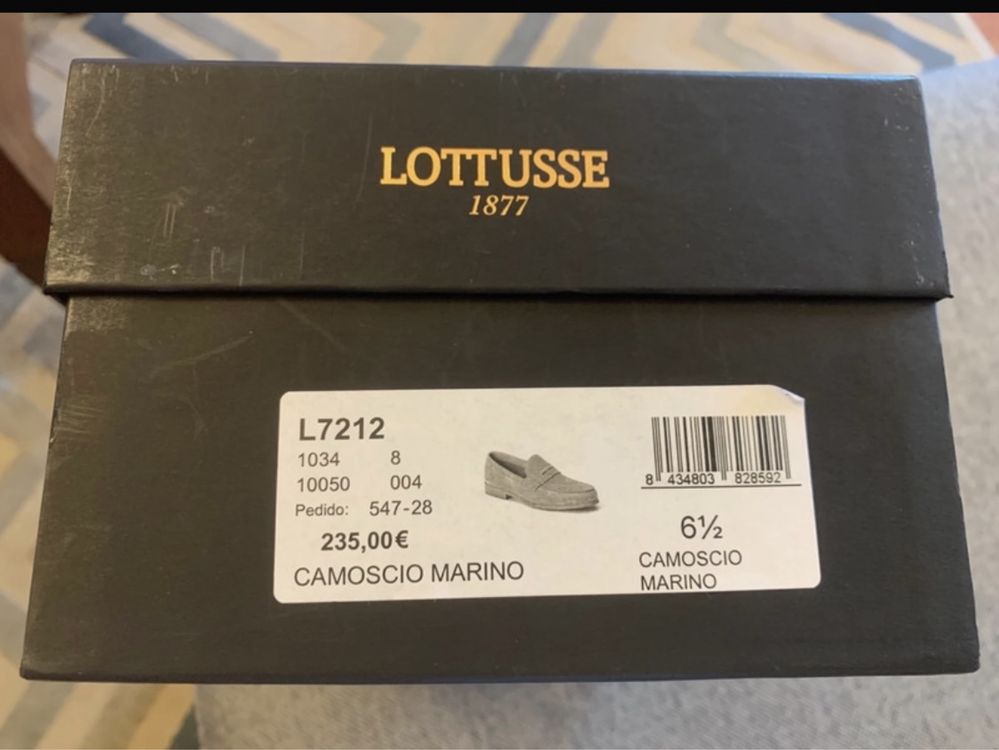 LOTTUSSE
1877
L7212
1034 8
10050 004
Pedido: 547-28
235,00€
CAMOSCIO MARINO
8 434803 828592
6½
CAMOSCIO
MARINO